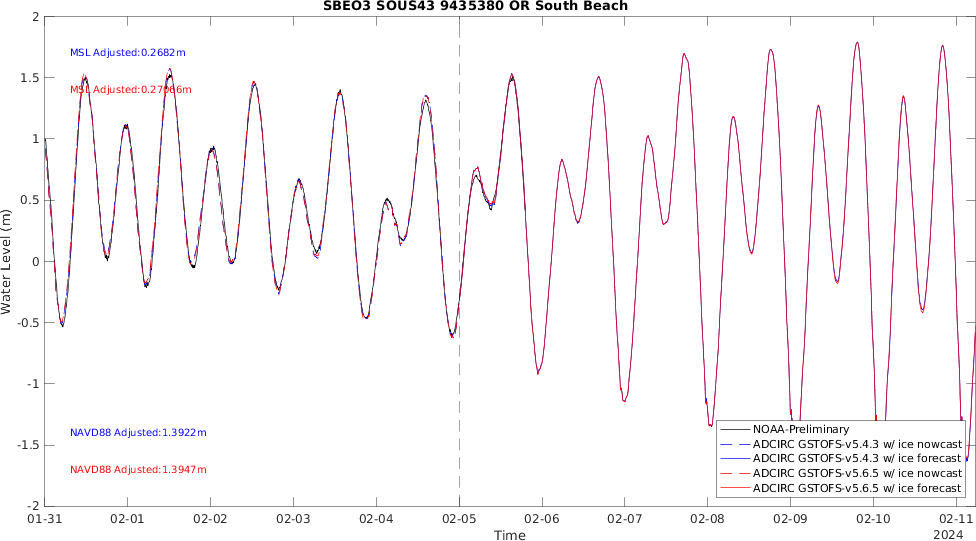 SBEO3 SOUS43 9435380 OR South Beach
2
1.5
1
0.5
0
-0.5
-1
-1.5
-2
Water Level (m)
MSL Adjusted:0.2682m
MSL Adjusted:0.27066m
NAVD88 Adjusted:1.3922m
NAVD88 Adjusted:1.3947m
NOAA-Preliminary
ADCIRC GSTOFS-v5.4.3 w/ ice nowcast
ADCIRC GSTOFS-v5.4.3 w/ ice forecast
ADCIRC GSTOFS-v5.6.5 w/ ice nowcast
ADCIRC GSTOFS-v5.6.5 w/ ice forecast
01-31 02-01 02-02 02-03 02-04 02-05 02-06 02-07 02-08 02-09 02-10 02-11
Time
2024